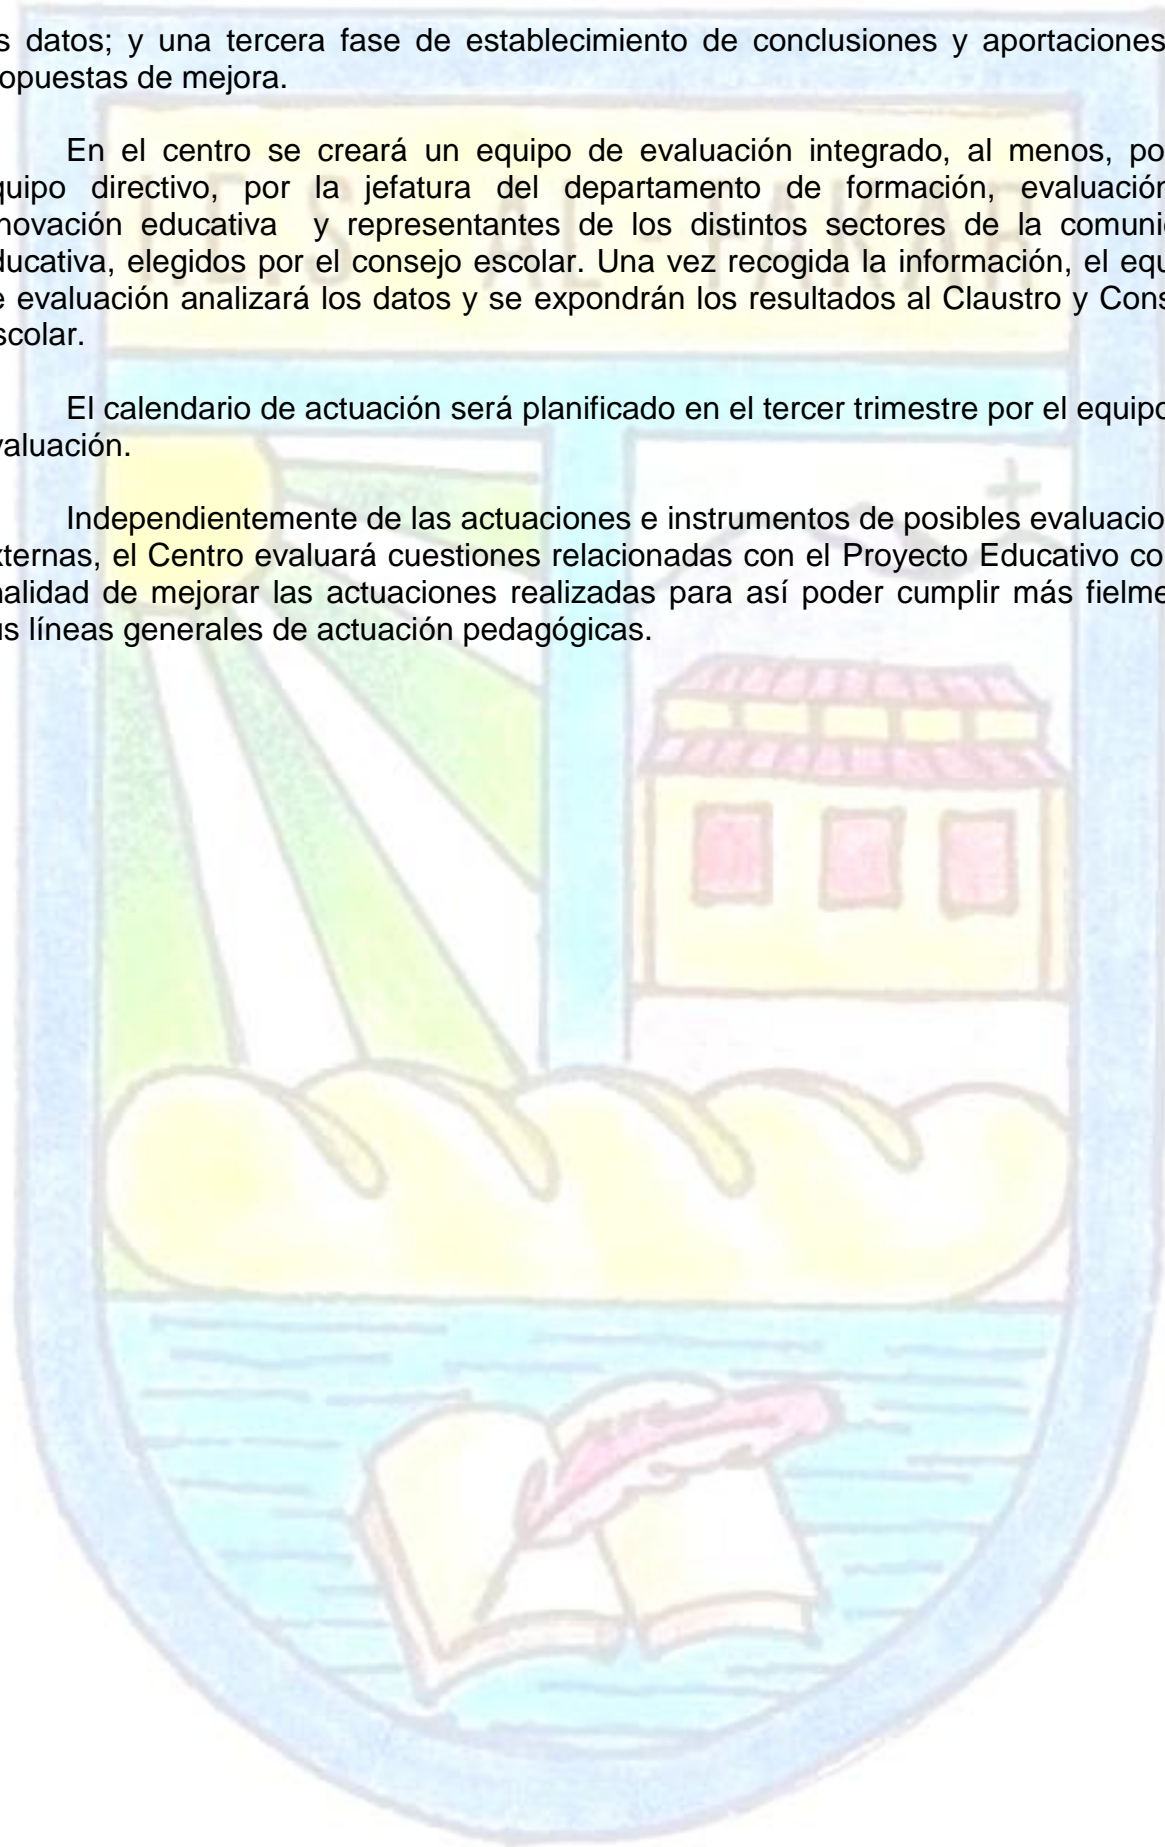 s datos; y una tercera fase de establecimiento de conclusiones y aportaciones
opuestas de mejora.
En el centro se creará un equipo de evaluación integrado, al menos, po
quipo directivo, por la jefatura del departamento de formación, evaluación
novación educativa y representantes de los distintos sectores de la comuni
ducativa, elegidos por el consejo escolar. Una vez recogida la información, el equ
e evaluación analizará los datos y se expondrán los resultados al Claustro y Cons
scolar.
El calendario de actuación será planificado en el tercer trimestre por el equipo
valuación.
Independientemente de las actuaciones e instrumentos de posibles evaluacio
xternas, el Centro evaluará cuestiones relacionadas con el Proyecto Educativo co
nalidad de mejorar las actuaciones realizadas para así poder cumplir más fielme
us líneas generales de actuación pedagógicas.
I.E.S. AL-FAKAR